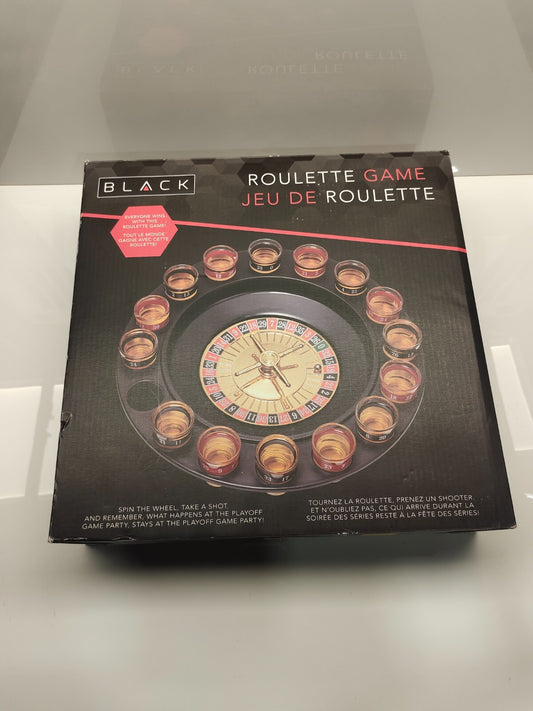 BLACK
ROULETTE GAME
JEU DE ROULETTE
EVERYONE WINS
WITH THIS
ROULETTE GAME!
TOUT LE MONDE
GAGNE AVEC CETTE
ROULETTE!
SPIN THE WHEEL, TAKE A SHOT
AND REMEMBER, WHAT HAPPENS AT THE PLAYOFF
GAME PARTY, STAYS AT THE PLAYOFF GAME PARTY!
TOURNEZ LA ROULETTE, PRENEZ UN SHOOTER.
ET N'OUBLIEZ PAS, CE QUI ARRIVE DURANT LA
SOIRÉE DES SÉRIES RESTE À LA FÊTE DES SÉRIES!